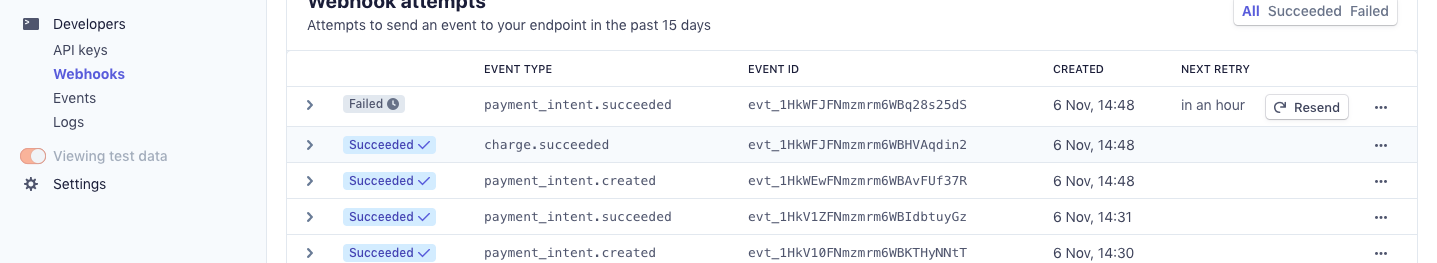 Developers
API keys
Webhooks
Events
Logs
Viewing test data
Settings
Webhook attempts
Attempts to send an event to your endpoint in the past 15 days
All Succeeded Failed
EVENT TYPE EVENT ID CREATED NEXT RETRY
Failed payment_intent.succeeded evt_1HkWFJFNmzmrm6WBq28s25dS 6 Nov, 14:48 in an hour Resend
Succeeded charge.succeeded evt_1HkWFJFNmzmrm6WBHVAqdin2 6 Nov, 14:48
Succeeded payment_intent.created evt_1HkWEwFNmzmrm6WBAvFUf37R 6 Nov, 14:48
Succeeded payment_intent.succeeded evt_1HkV1ZFNmzmrm6WBIdbtuyGz 6 Nov, 14:31
Succeeded payment_intent.created evt_1HkV10FNmzmrm6WBKTHyNNtT 6 Nov, 14:30